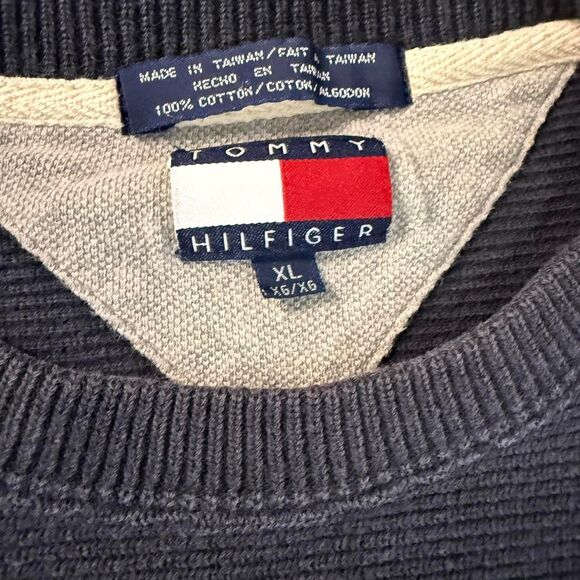 MADE IN TAIWAN/FAIT À TAIWAN
HECHO EN TAIWAN
100% COTTON/COTON/ALGODON
TOMMY
HILFIGER
XL
XG/XG